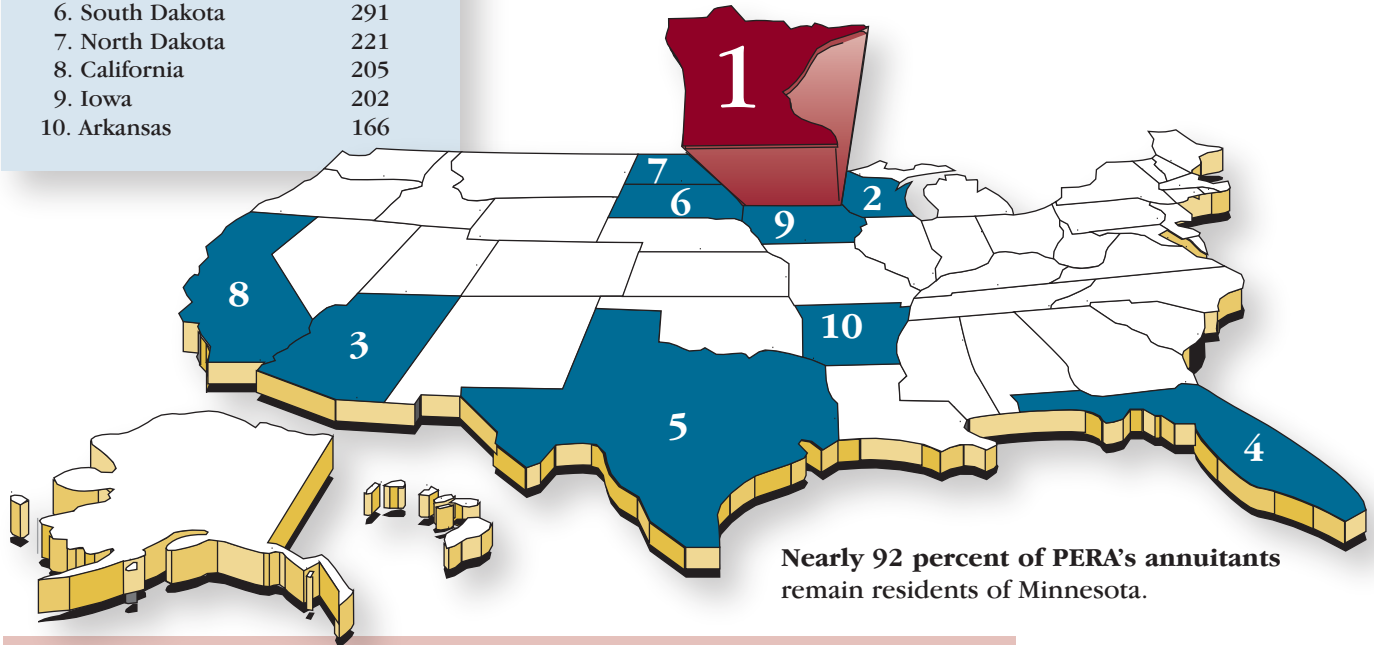 6. South Dakota 291
7. North Dakota 221
8. California 205
9. Iowa 202
10. Arkansas 166
1
7
6
2
9
8
10
3
5
4
Nearly 92 percent of PERA’s annuitants
remain residents of Minnesota.